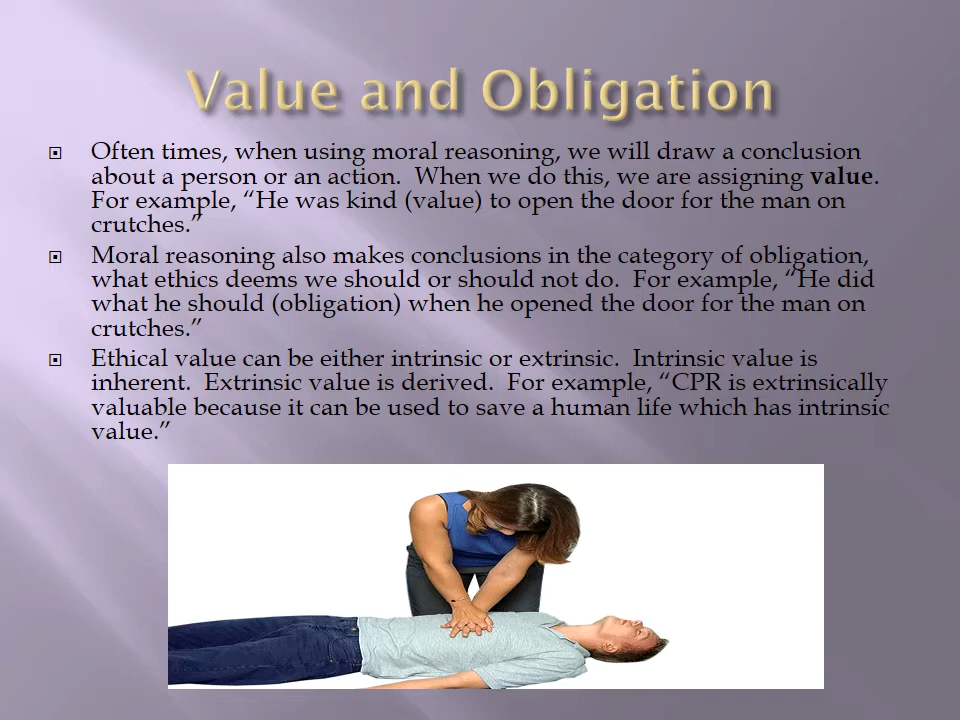 Value and Obligation
Often times, when using moral reasoning, we will draw a conclusion
about a person or an action.  When we do this, we are assigning value.
For example, “He was kind (value) to open the door for the man on
crutches.”
Moral reasoning also makes conclusions in the category of obligation,
what ethics deems we should or should not do.  For example, “He did
what he should (obligation) when he opened the door for the man on
crutches.”
Ethical value can be either intrinsic or extrinsic.  Intrinsic value is
inherent.  Extrinsic value is derived.  For example, “CPR is extrinsically
valuable because it can be used to save a human life which has intrinsic
value.”